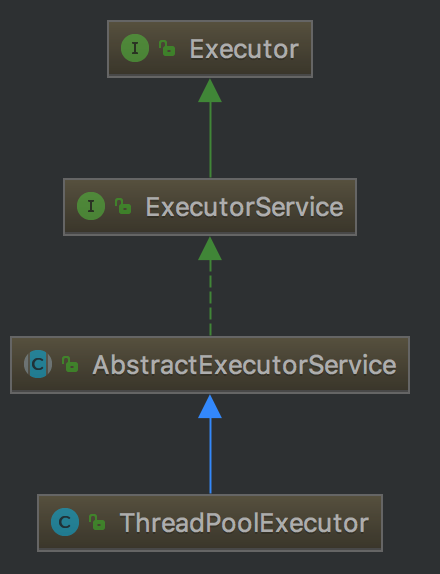 I Executor
I ExecutorService
C AbstractExecutorService
C ThreadPoolExecutor